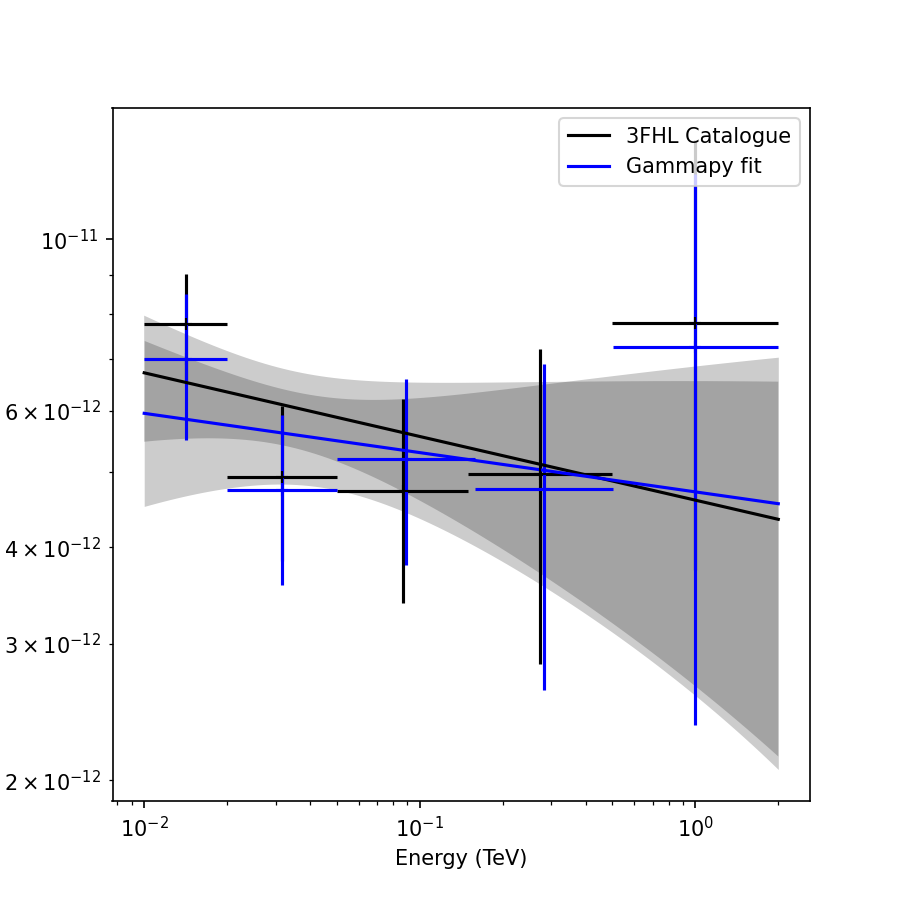 3FHL Catalogue
Gammapy fit
10⁻¹¹
6 × 10⁻¹²
4 × 10⁻¹²
3 × 10⁻¹²
2 × 10⁻¹²
10⁻² 10⁻¹ 10⁰
Energy (TeV)